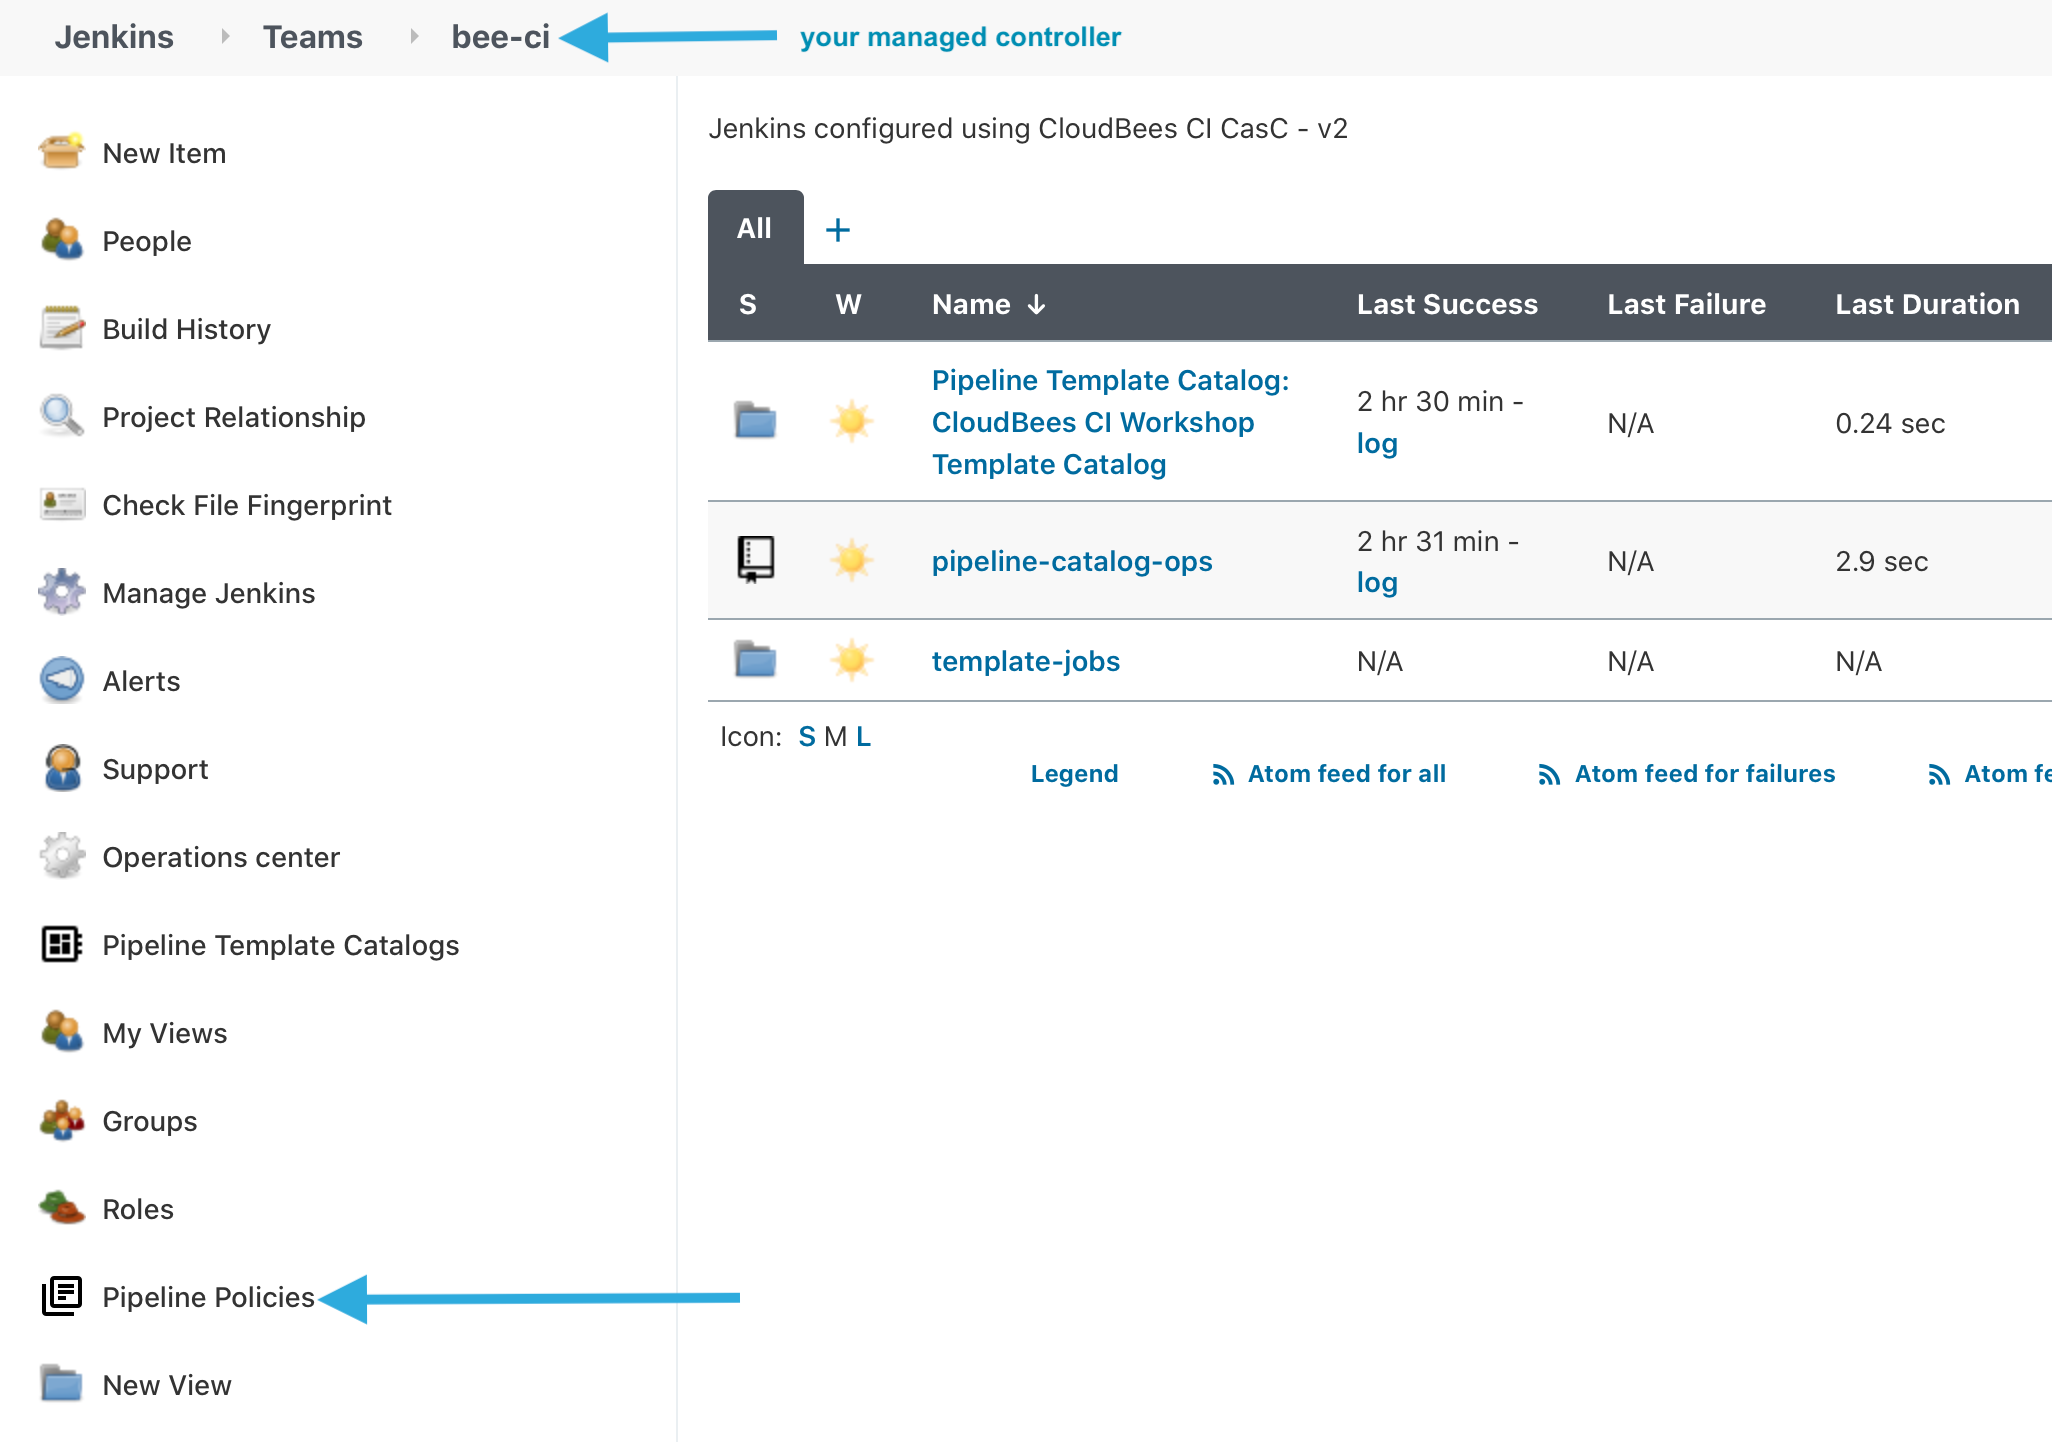 Jenkins Teams bee-ci your managed controller
New Item
People
Build History
Project Relationship
Check File Fingerprint
Manage Jenkins
Alerts
Support
Operations center
Pipeline Template Catalogs
My Views
Groups
Roles
Pipeline Policies
New View
Jenkins configured using CloudBees CI CasC - v2
All +
S W Name ↓ Last Success Last Failure Last Duration
Pipeline Template Catalog:
CloudBees CI Workshop
Template Catalog
2 hr 30 min -
log
N/A
0.24 sec
pipeline-catalog-ops
2 hr 31 min -
log
N/A
2.9 sec
template-jobs N/A N/A N/A
Icon: S M L
Legend Atom feed for all Atom feed for failures Atom